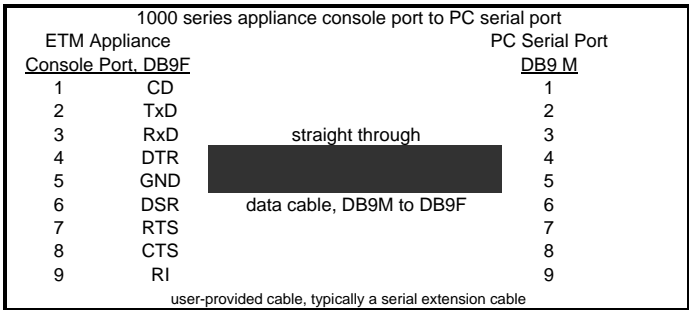 1000 series appliance console port to PC serial port
ETM Appliance PC Serial Port
Console Port, DB9F DB9 M
1 CD 1
2 TxD 2
3 RxD straight through 3
4 DTR 4
5 GND 5
6 DSR data cable, DB9M to DB9F 6
7 RTS 7
8 CTS 8
9 RI 9
user-provided cable, typically a serial extension cable